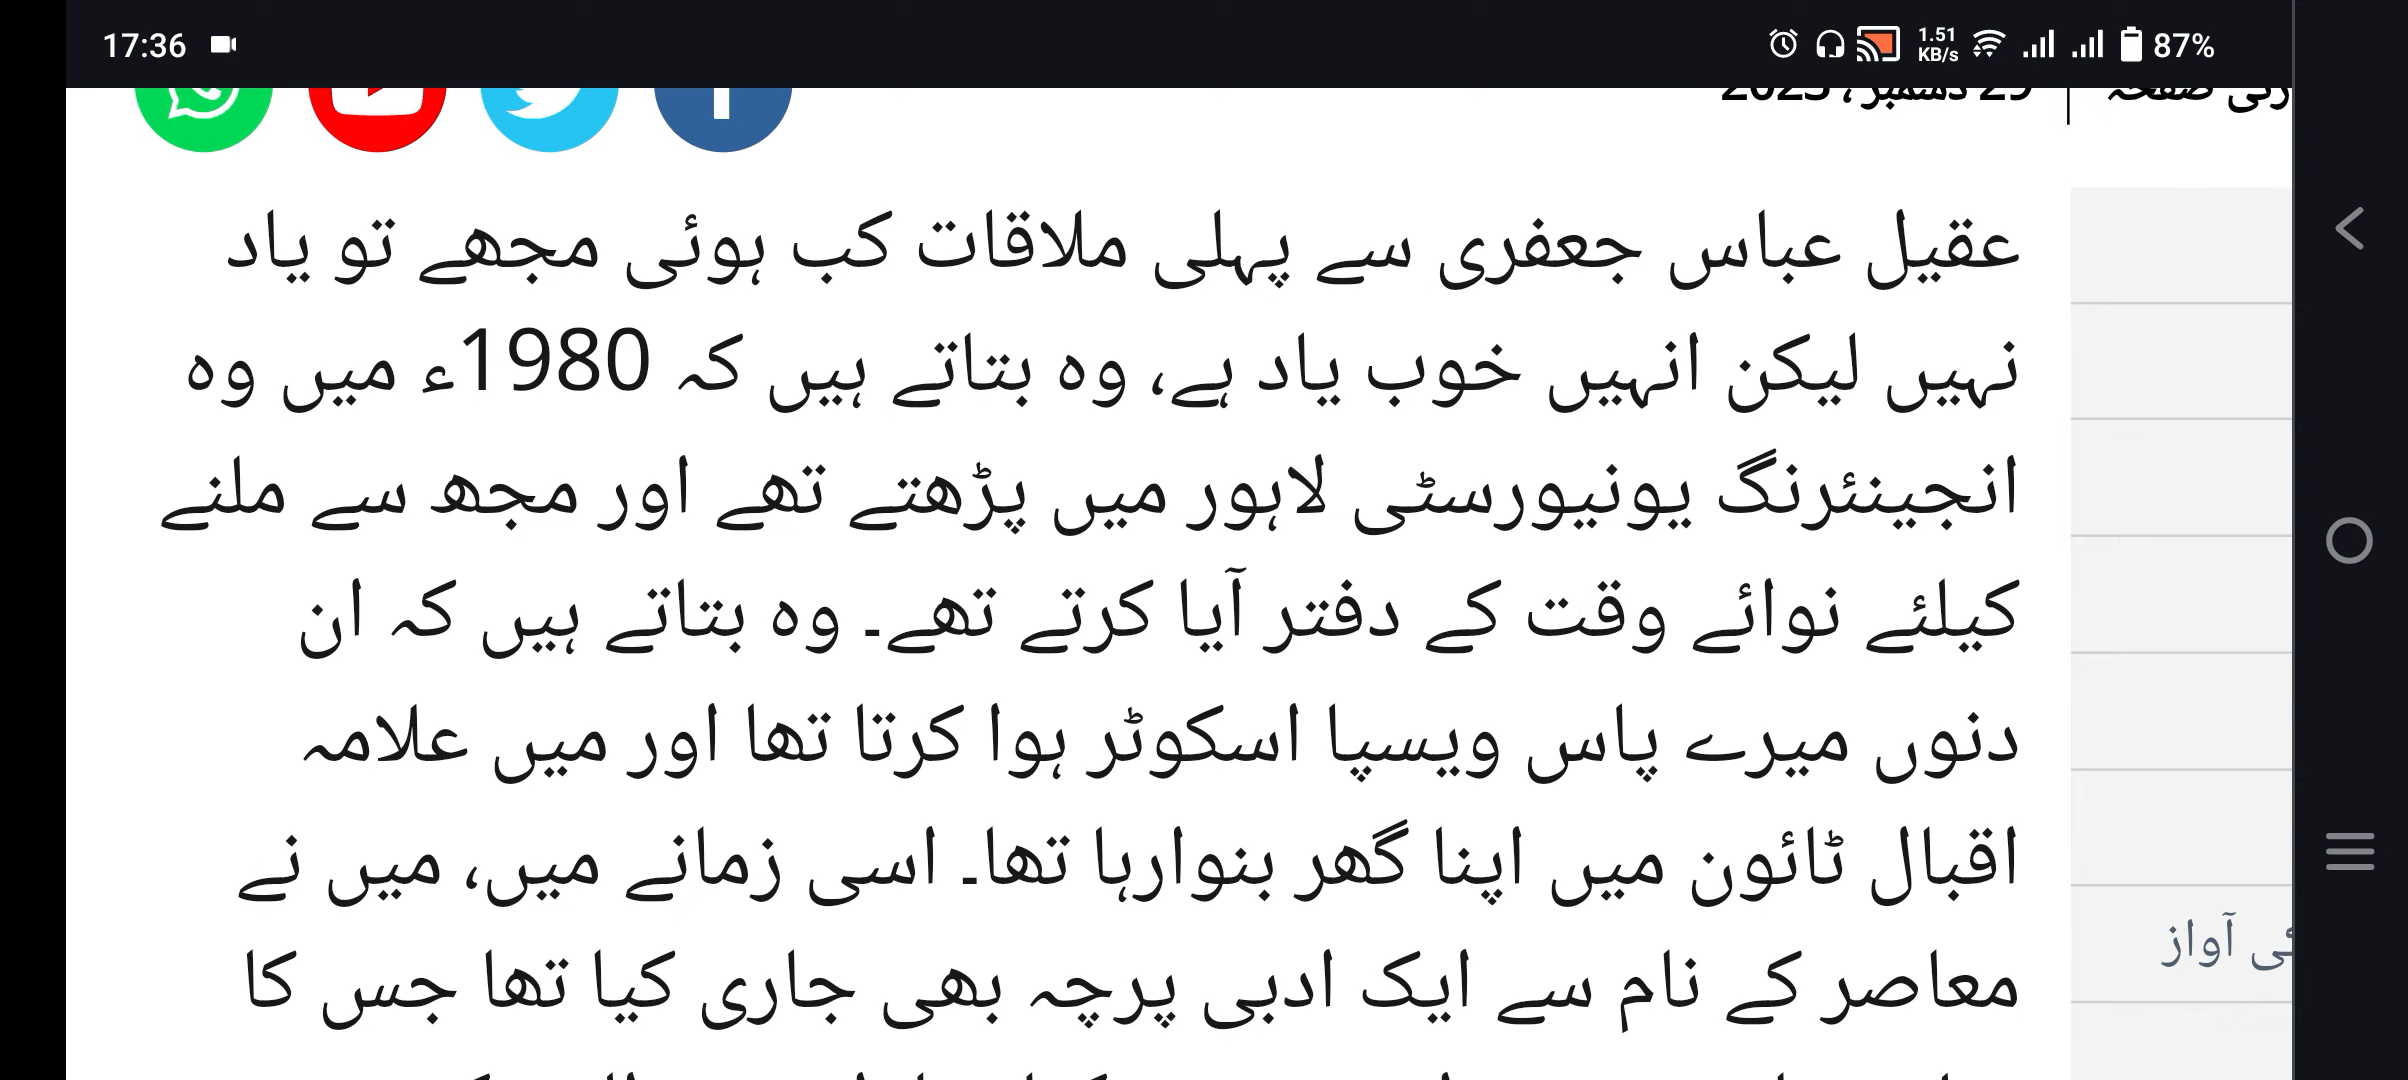 17:36
1.51 KB/s
87%
عقیل عباس جعفری سے پہلی ملاقات کب ہوئی مجھے تو یاد
نہیں لیکن انہیں خوب یاد ہے، وہ بتاتے ہیں کہ 1980ء میں وہ
انجینئرنگ یونیورسٹی لاہور میں پڑھتے تھے اور مجھ سے ملنے
کیلئے نوائے وقت کے دفتر آیا کرتے تھے۔ وہ بتاتے ہیں کہ ان
دنوں میرے پاس ویسپا اسکوٹر ہوا کرتا تھا اور میں علامہ
اقبال ٹائون میں اپنا گھر بنوارہا تھا۔ اسی زمانے میں، میں نے
معاصر کے نام سے ایک ادبی پرچہ بھی جاری کیا تھا جس کا
آواز